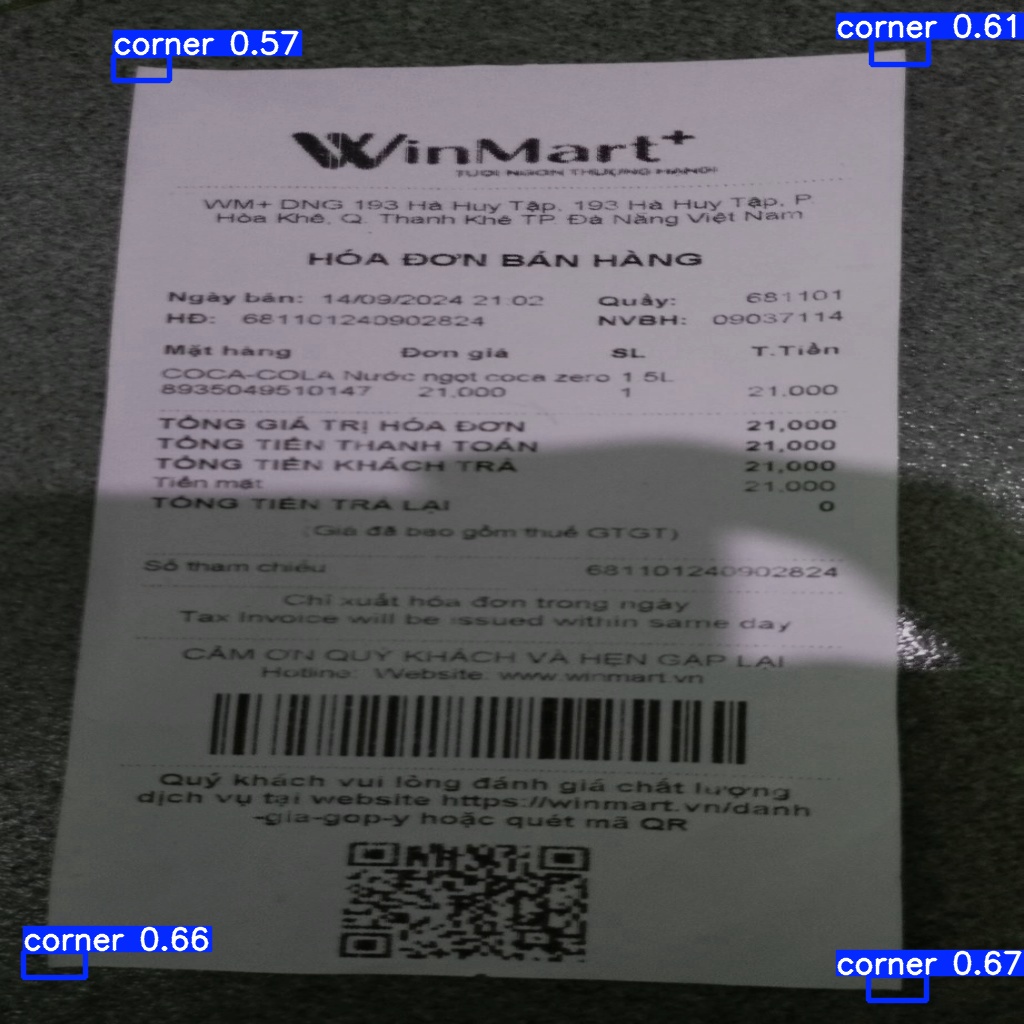 corner 0.57
corner 0.61
WinMart+
TƯƠI NGON THƯỢNG HẠNG!
WM+ DNG 193 Hà Huy Tập, 193 Hà Huy Tập, P.
Hòa Khê, Q. Thanh Khê TP. Đà Nẵng Việt Nam
HÓA ĐƠN BÁN HÀNG
Ngày bán: 14/09/2024 21:02 Quầy: 681101
HĐ: 681101240902824 NVBH: 09037114
Mặt hàng Đơn giá SL T.Tiền
COCA-COLA Nước ngọt coca zero 1.5L
8935049510147 21,000 1 21,000
TỔNG GIÁ TRỊ HÓA ĐƠN 21,000
TỔNG TIỀN THANH TOÁN 21,000
TỔNG TIỀN KHÁCH TRẢ 21,000
Tiền mặt 21,000
TỔNG TIỀN TRẢ LẠI 0
(Giá đã bao gồm thuế GTGT)
Số tham chiếu 681101240902824
Chỉ xuất hóa đơn trong ngày
Tax Invoice will be issued within same day
CẢM ƠN QUÝ KHÁCH VÀ HẸN GẶP LẠI
Hotline: Website: www.winmart.vn
Quý khách vui lòng đánh giá chất lượng
dịch vụ tại website https://winmart.vn/danh
-gia-gop-y hoặc quét mã QR
corner 0.66
corner 0.67